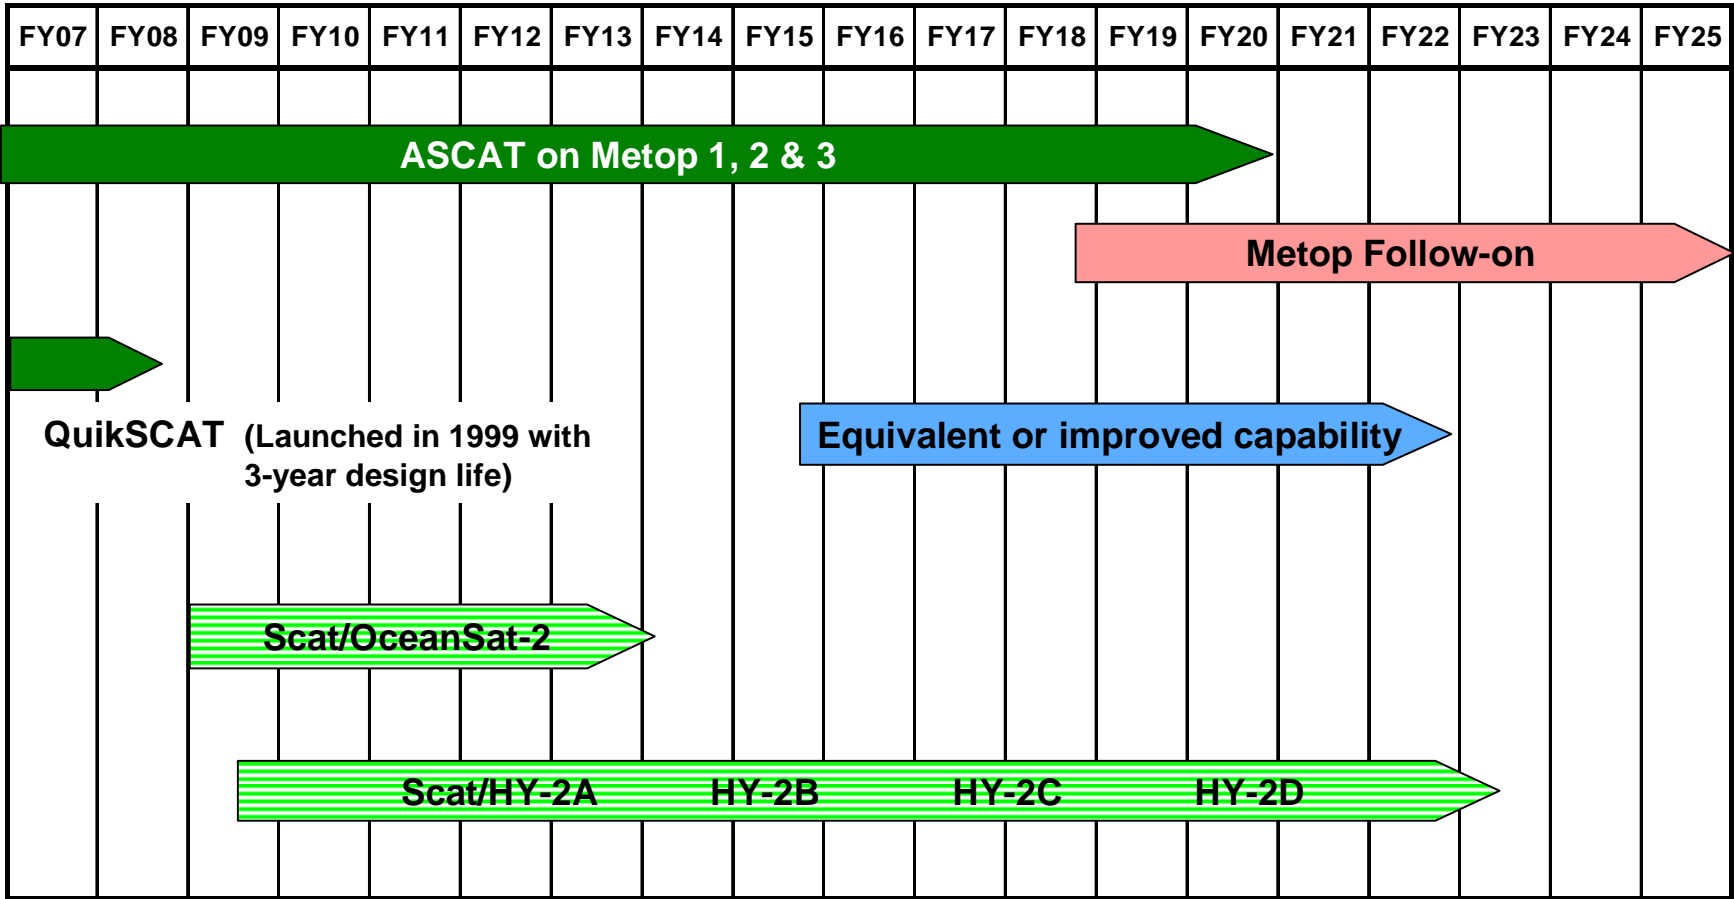 FY07 FY08 FY09 FY10 FY11 FY12 FY13 FY14 FY15 FY16 FY17 FY18 FY19 FY20 FY21 FY22 FY23 FY24 FY25
ASCAT on Metop 1, 2 & 3
Metop Follow-on
QuikSCAT (Launched in 1999 with
3-year design life)
Equivalent or improved capability
Scat/OceanSat-2
Scat/HY-2A HY-2B HY-2C HY-2D